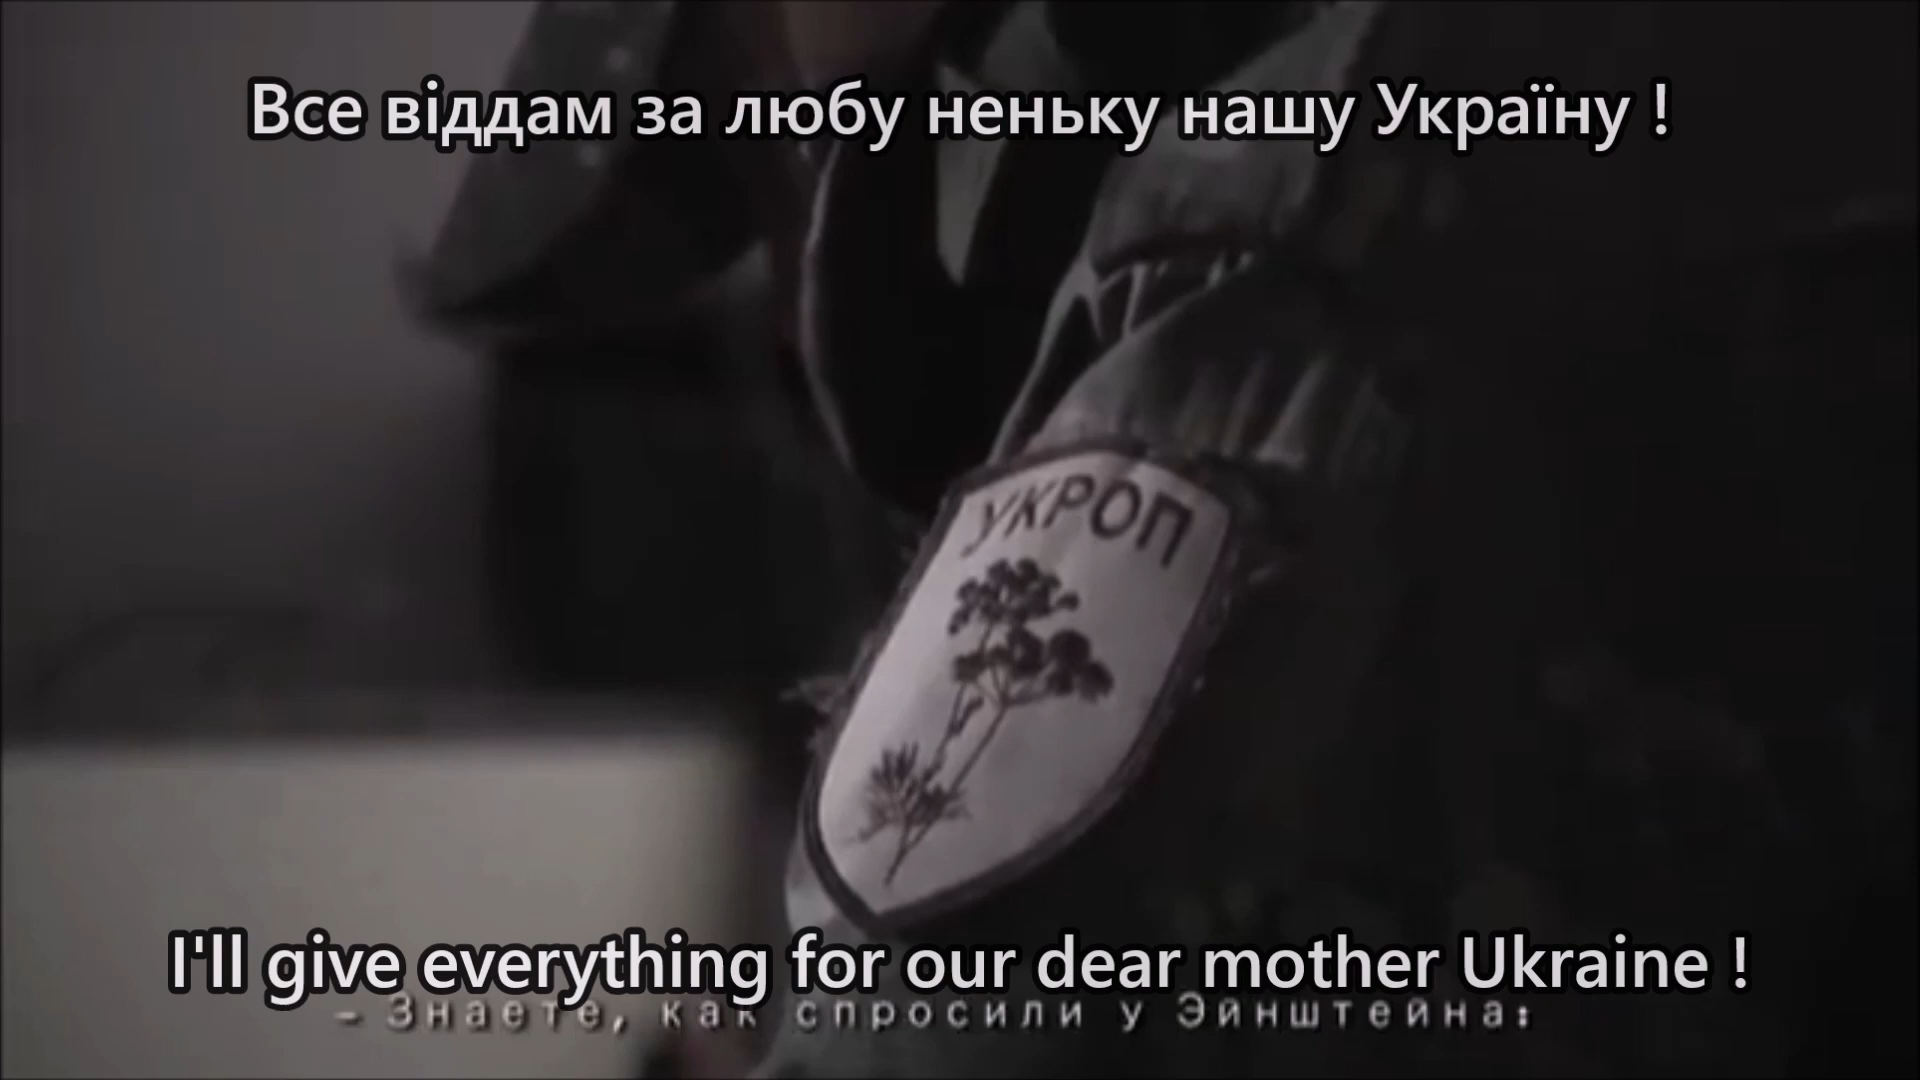 Все віддам за любу неньку нашу Україну !
УКРОП
I'll give everything for our dear mother Ukraine !
– Знаете, как спросили у Эйнштейна: